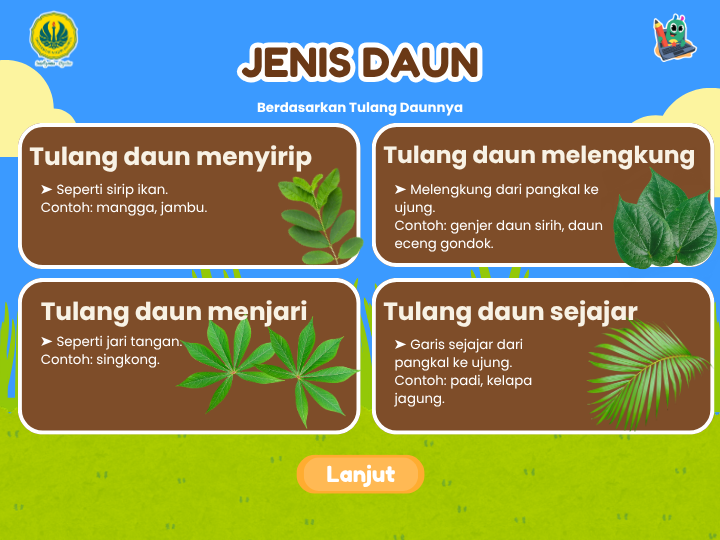 JENIS DAUN
Berdasarkan Tulang Daunnya
Tulang daun menyirip
➤ Seperti sirip ikan.
Contoh: mangga, jambu.
Tulang daun melengkung
➤ Melengkung dari pangkal ke
ujung.
Contoh: genjer daun sirih, daun
eceng gondok.
Tulang daun menjari
➤ Seperti jari tangan.
Contoh: singkong.
Tulang daun sejajar
➤ Garis sejajar dari
pangkal ke ujung.
Contoh: padi, kelapa
jagung.
Lanjut